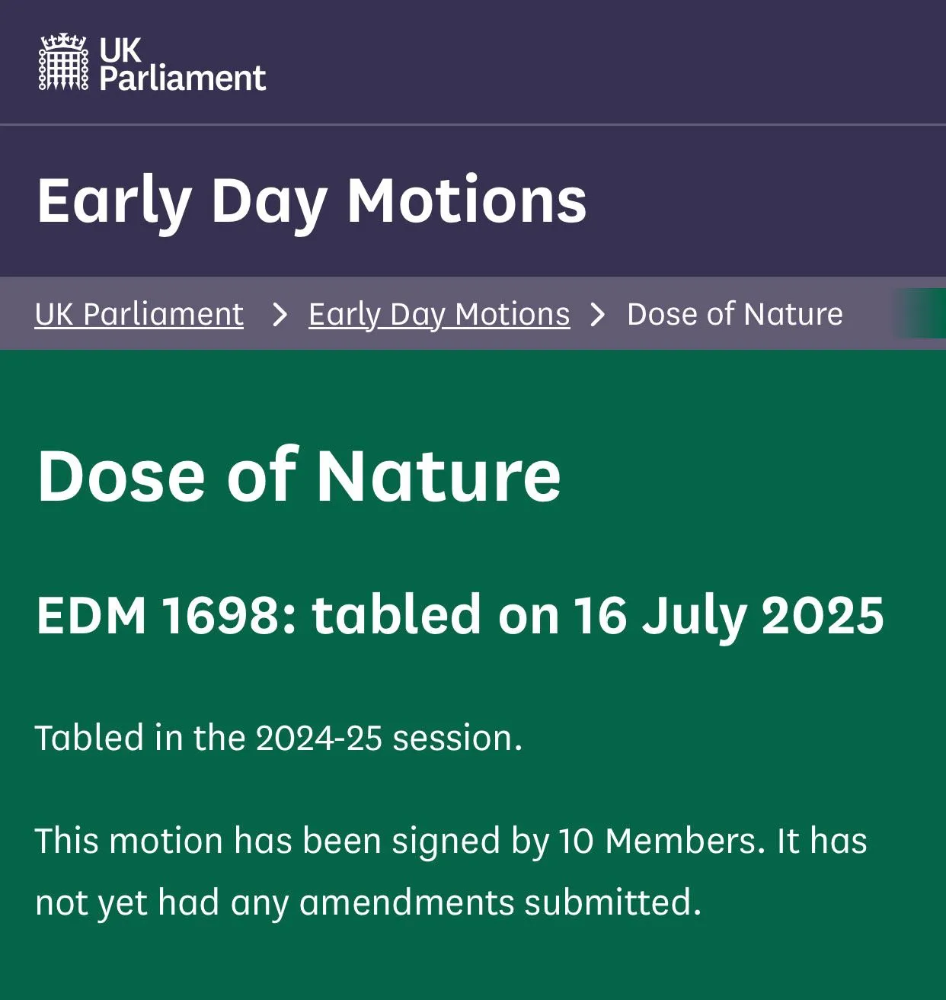 UK
Parliament
Early Day Motions
UK Parliament > Early Day Motions > Dose of Nature
Dose of Nature
EDM 1698: tabled on 16 July 2025
Tabled in the 2024-25 session.
This motion has been signed by 10 Members. It has
not yet had any amendments submitted.